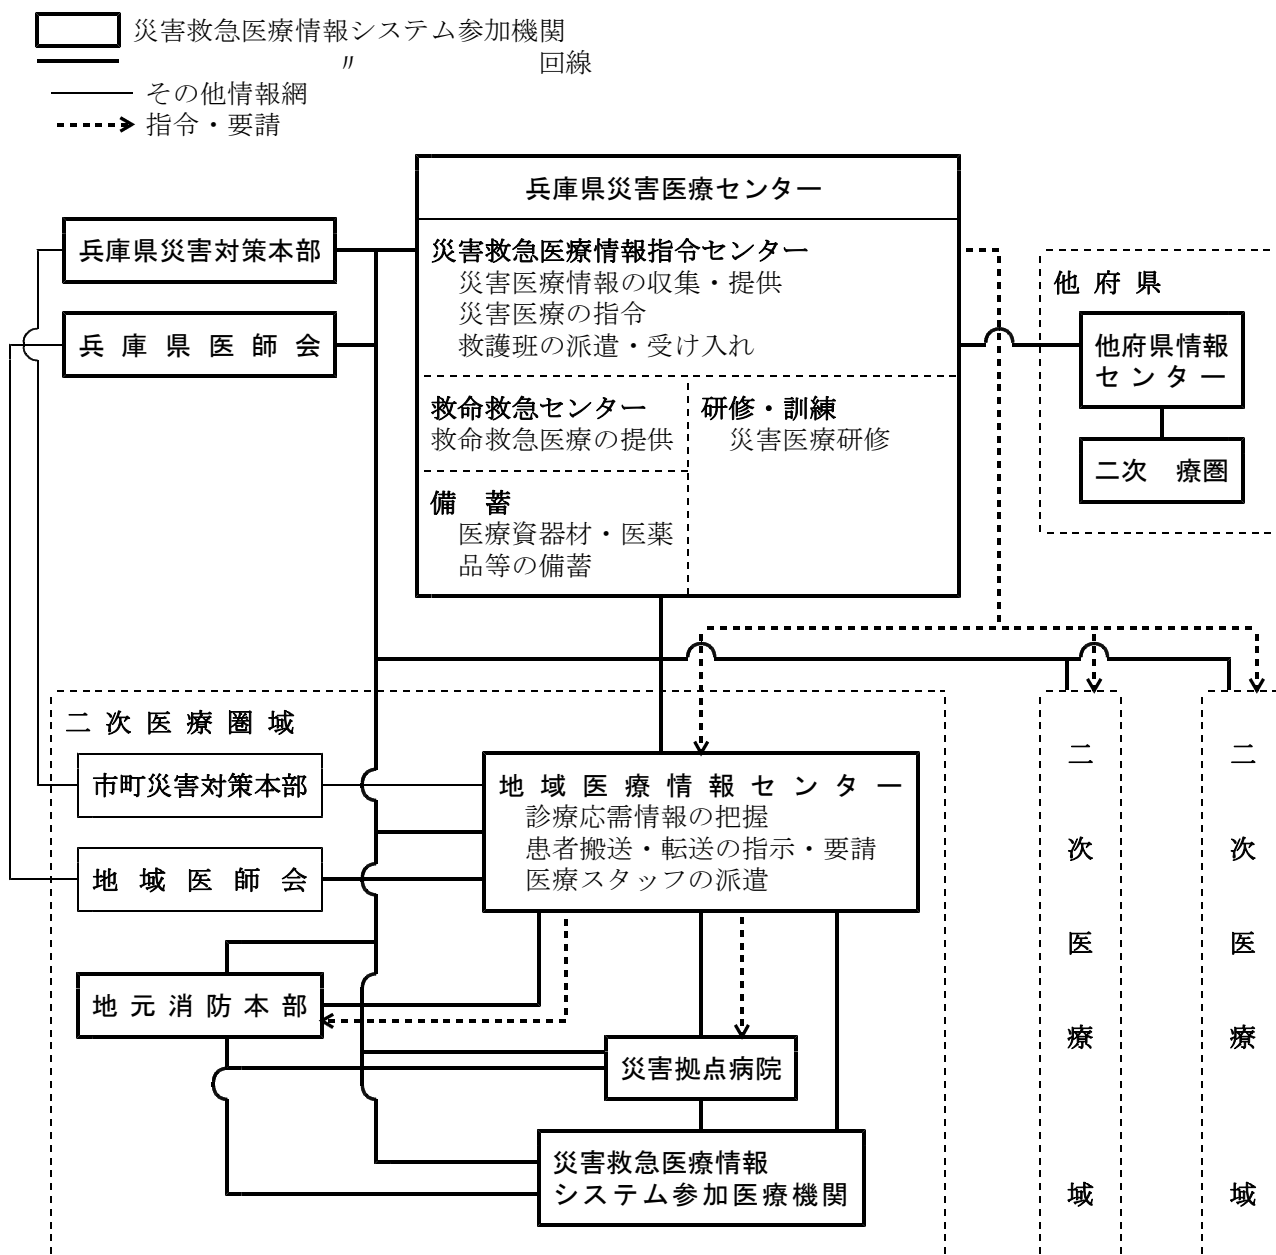 災害救急医療情報システム参加機関
〃 回線
その他情報網
指令・要請
兵庫県災害医療センター
兵庫県災害対策本部
災害救急医療情報指令センター
災害医療情報の収集・提供
災害医療の指令
救護班の派遣・受け入れ
兵庫県医師会
他府県
他府県情報
センター
二次 療圏
救命救急センター
救命救急医療の提供
研修・訓練
災害医療研修
備 蓄
医療資器材・医薬
品等の備蓄
二次医療圏域
市町災害対策本部
地域医療情報センター
診療応需情報の把握
患者搬送・転送の指示・要請
医療スタッフの派遣
地域医師会
地元消防本部
災害拠点病院
災害救急医療情報
システム参加医療機関
二次医療 域
二次医療 域